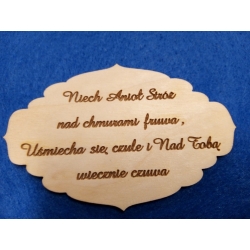 Niech Anioł Stróż
nad chmurami fruwa,
Uśmiecha się, czule i Nad Tobą
wiecznie czuwa